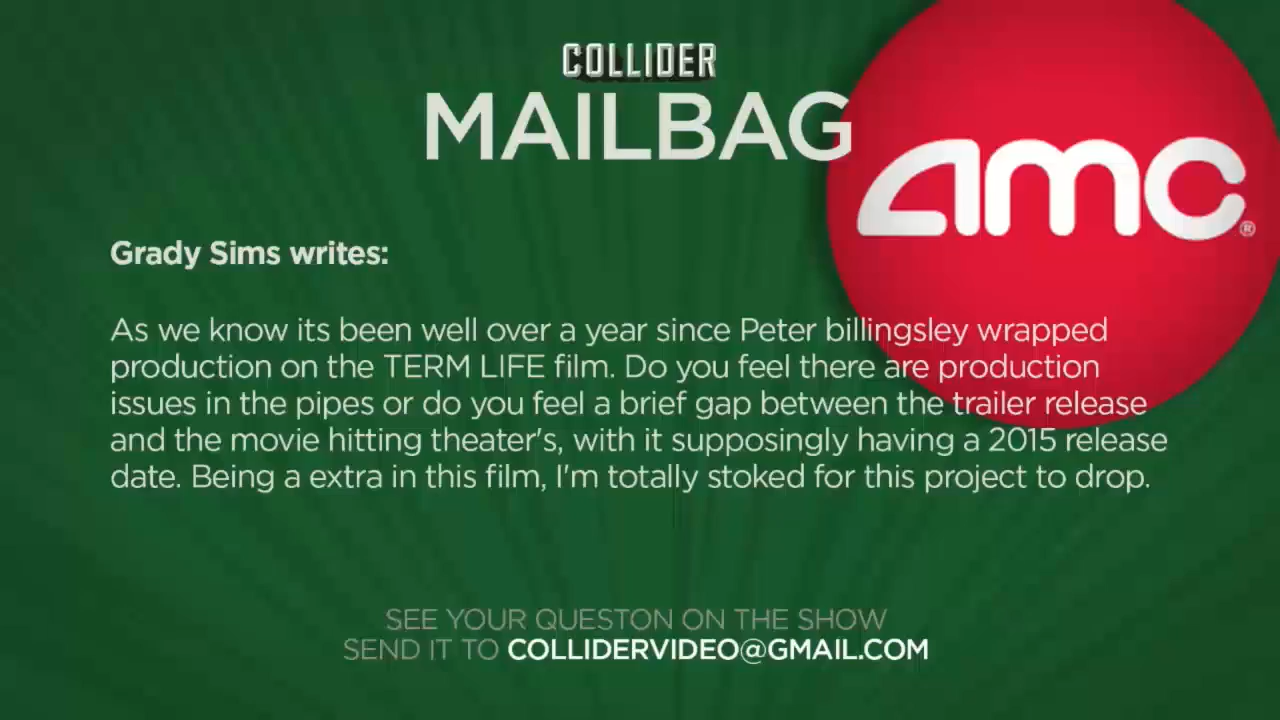 COLLIDER
MAILBAG
amc®
Grady Sims writes:
As we know its been well over a year since Peter billingsley wrapped
production on the TERM LIFE film. Do you feel there are production
issues in the pipes or do you feel a brief gap between the trailer release
and the movie hitting theater's, with it supposingly having a 2015 release
date. Being a extra in this film, I'm totally stoked for this project to drop.
SEE YOUR QUESTON ON THE SHOW
SEND IT TO COLLIDERVIDEO@GMAIL.COM